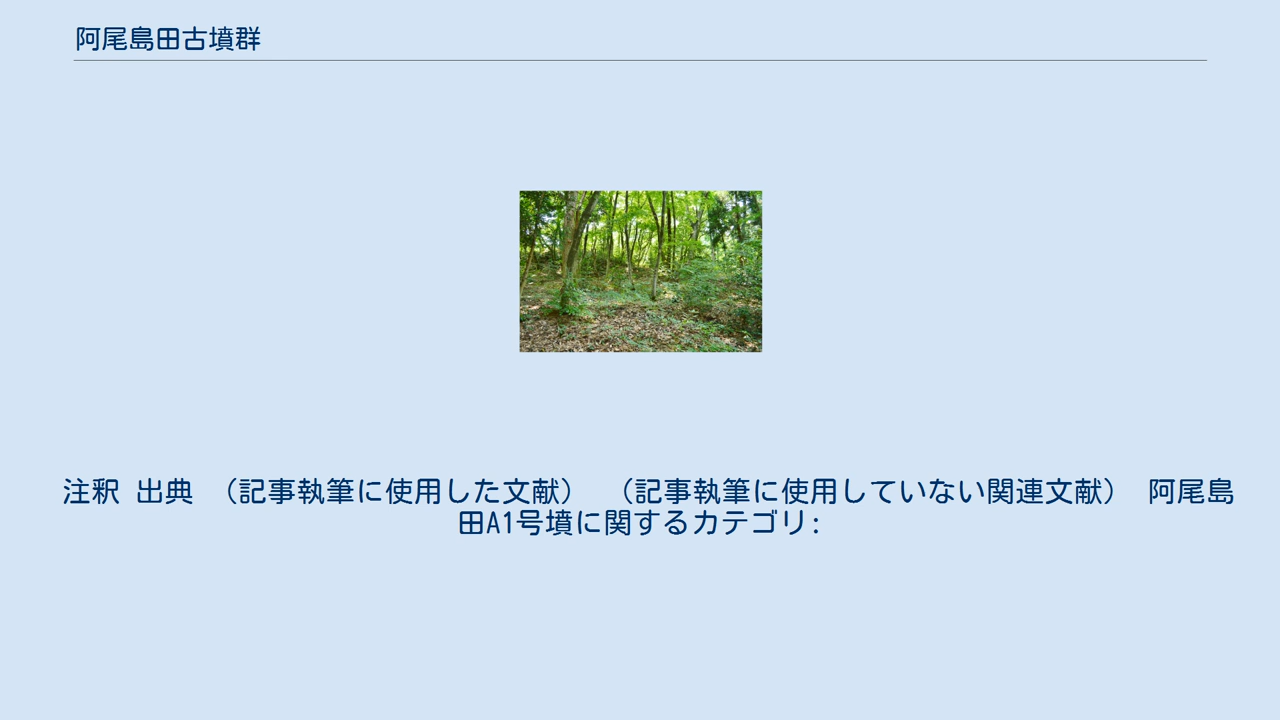 阿尾島田古墳群
注釈 出典 （記事執筆に使用した文献） （記事執筆に使用していない関連文献） 阿尾島
田A1号墳に関するカテゴリ: